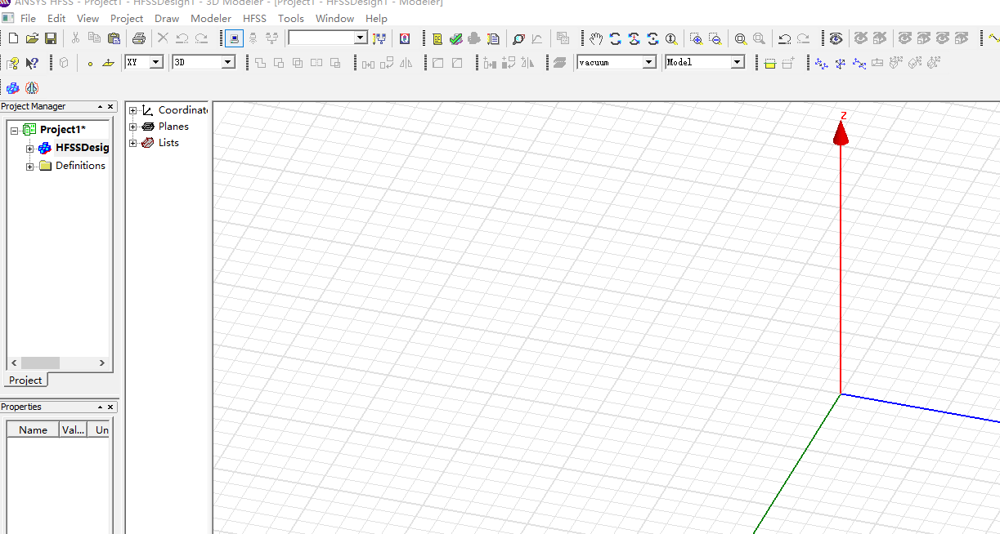 ANSYS HFSS - Project1 - HFSSDesign1 - 3D Modeler - [Project1 - HFSSDesign1 - Modeler]
File Edit View Project Draw Modeler HFSS Tools Window Help
XY 3D vacuum Model
Project Manager
Project1*
HFSSDesig
Definitions
Project
Properties
Name Val... Un
Coordinate
Planes
Lists
Z